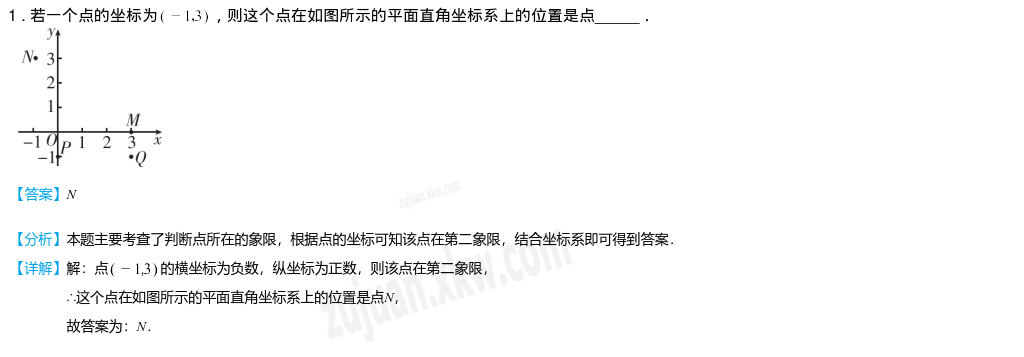 1．若一个点的坐标为(－1,3)，则这个点在如图所示的平面直角坐标系上的位置是点______．
y
N 3
2
1
M
−1 O P 1 2 3 x
−1 Q
【答案】N
zujuan.xkw.com
【分析】本题主要考查了判断点所在的象限，根据点的坐标可知该点在第二象限，结合坐标系即可得到答案．
【详解】解：点(－1,3)的横坐标为负数，纵坐标为正数，则该点在第二象限，
∴这个点在如图所示的平面直角坐标系上的位置是点N，
zujuan.xkw.com
故答案为：N．